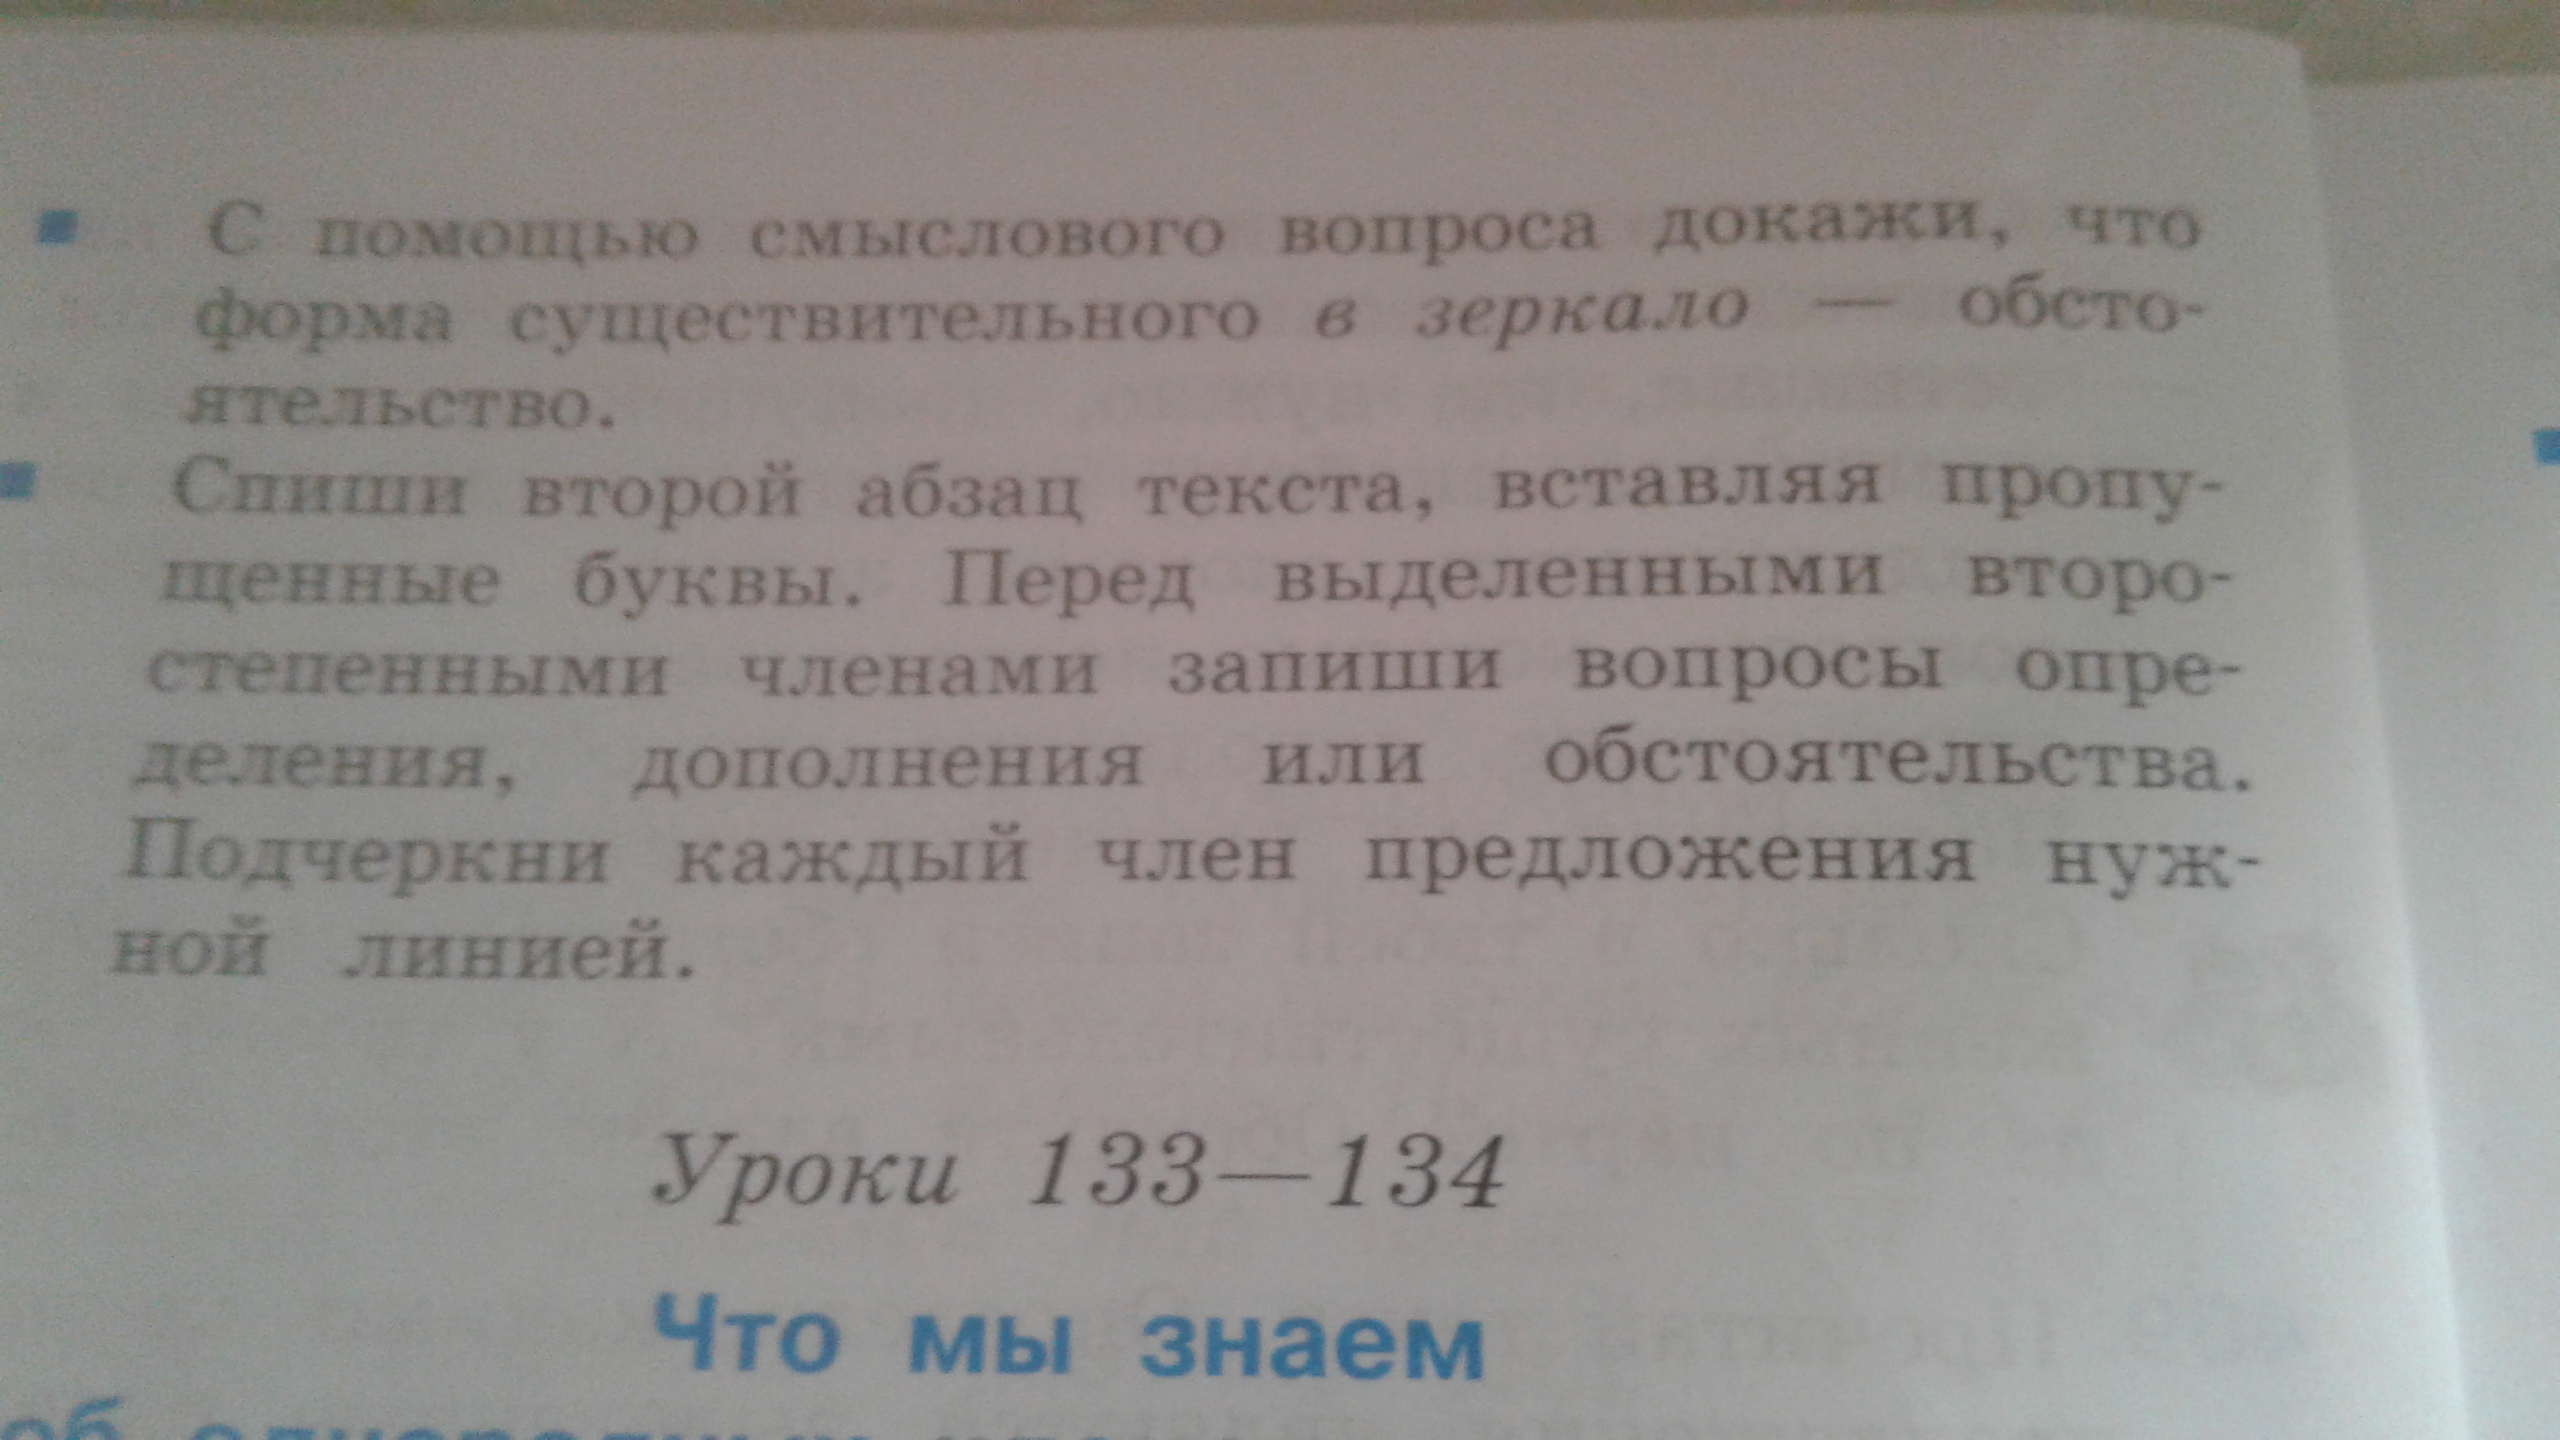 С помощью смыслового вопроса докажи, что
форма существительного в зеркало — обсто-
ятельство.
Спиши второй абзац текста, вставляя пропу-
щенные буквы. Перед выделенными второ-
степенными членами запиши вопросы опре-
деления, дополнения или обстоятельства.
Подчеркни каждый член предложения нуж-
ной линией.
Уроки 133—134
Что мы знаем
об